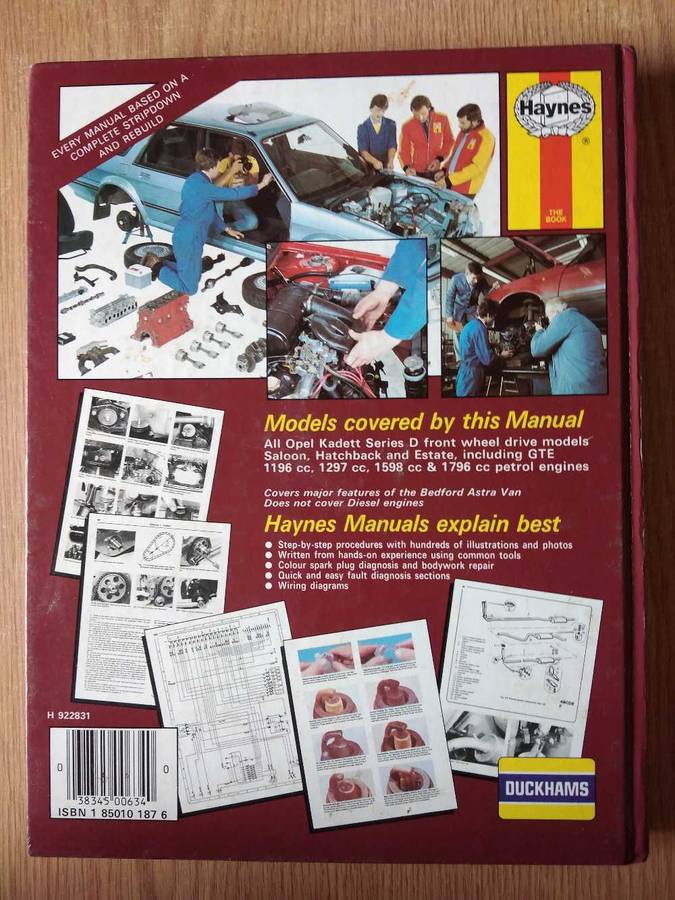 EVERY MANUAL BASED ON A
COMPLETE STRIPDOWN
AND REBUILD
Haynes
®
THE
BOOK
Models covered by this Manual
All Opel Kadett Series D front wheel drive models
Saloon, Hatchback and Estate, including GTE
1196 cc, 1297 cc, 1598 cc & 1796 cc petrol engines
Covers major features of the Bedford Astra Van
Does not cover Diesel engines
Haynes Manuals explain best
● Step-by-step procedures with hundreds of illustrations and photos
● Written from hands-on experience using common tools
● Colour spark plug diagnosis and bodywork repair
● Quick and easy fault diagnosis sections
● Wiring diagrams
H 922831
0 38345 00634 0
ISBN 1 85010 187 6
DUCKHAMS